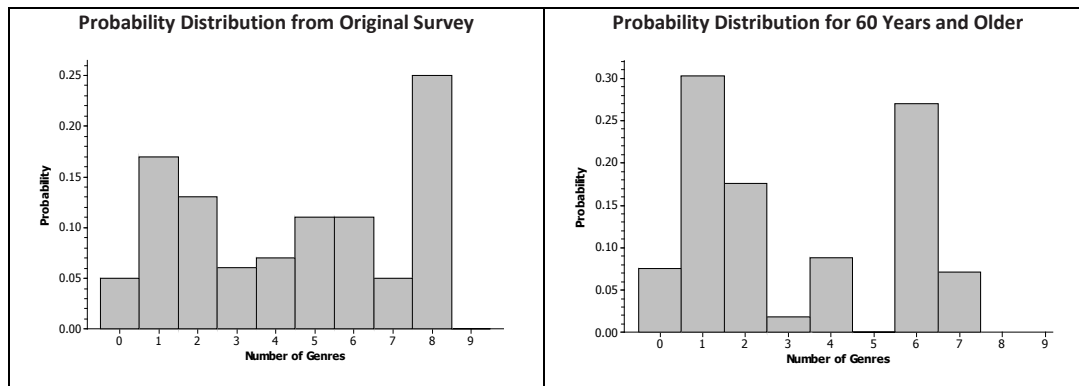 Probability Distribution from Original Survey
0.25
0.20
0.15
0.10
0.05
0.00
Probability
0 1 2 3 4 5 6 7 8 9
Number of Genres
Probability Distribution for 60 Years and Older
0.30
0.25
0.20
0.15
0.10
0.05
0.00
Probability
0 1 2 3 4 5 6 7 8 9
Number of Genres